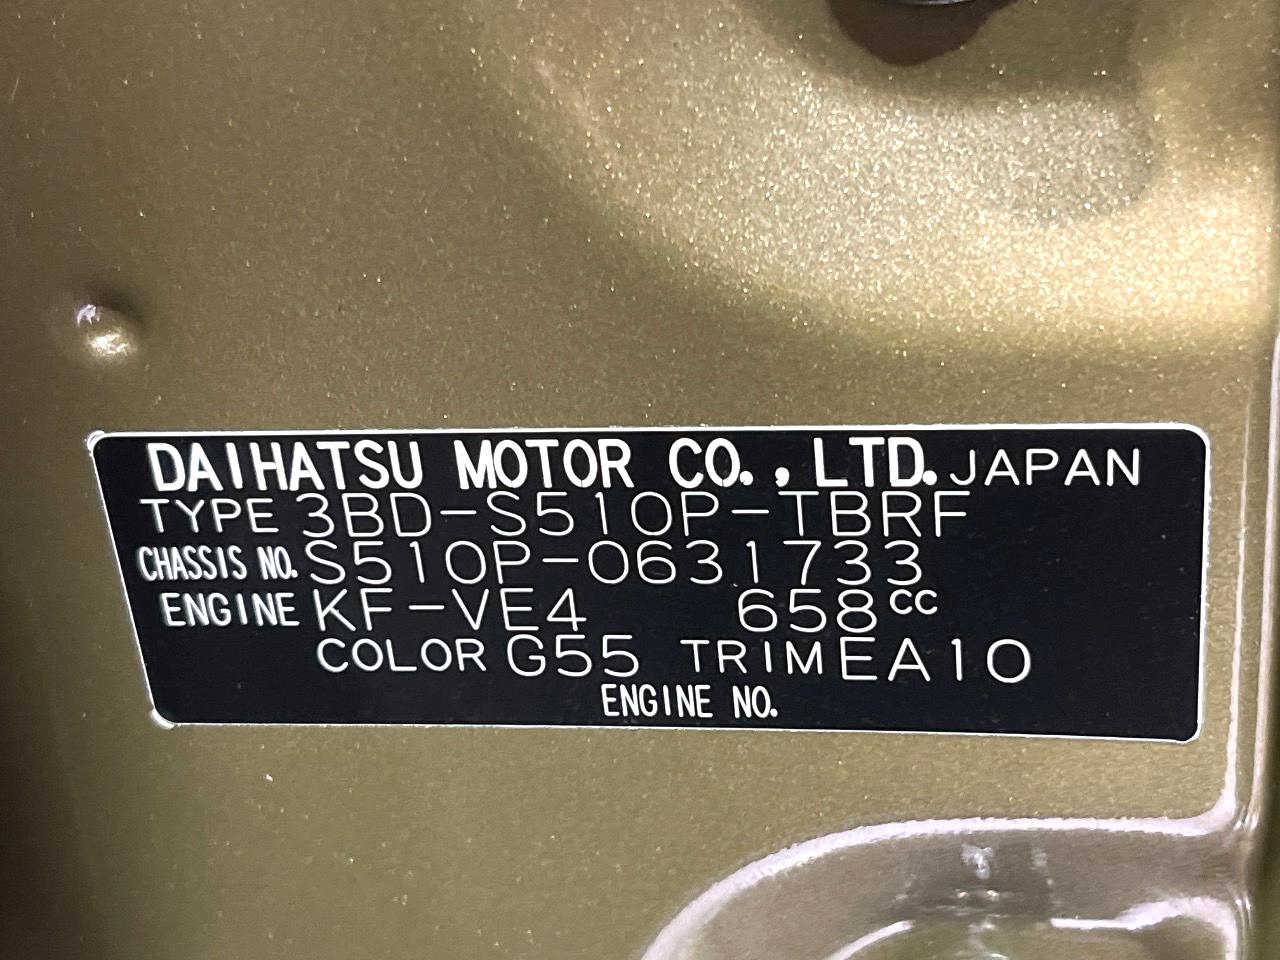 DAIHATSU MOTOR CO., LTD. JAPAN
TYPE 3BD-S510P-TBRF
CHASSIS NO. S510P-0631733
ENGINE KF-VE4 658cc
COLOR G55 TRIM EA10
ENGINE NO.